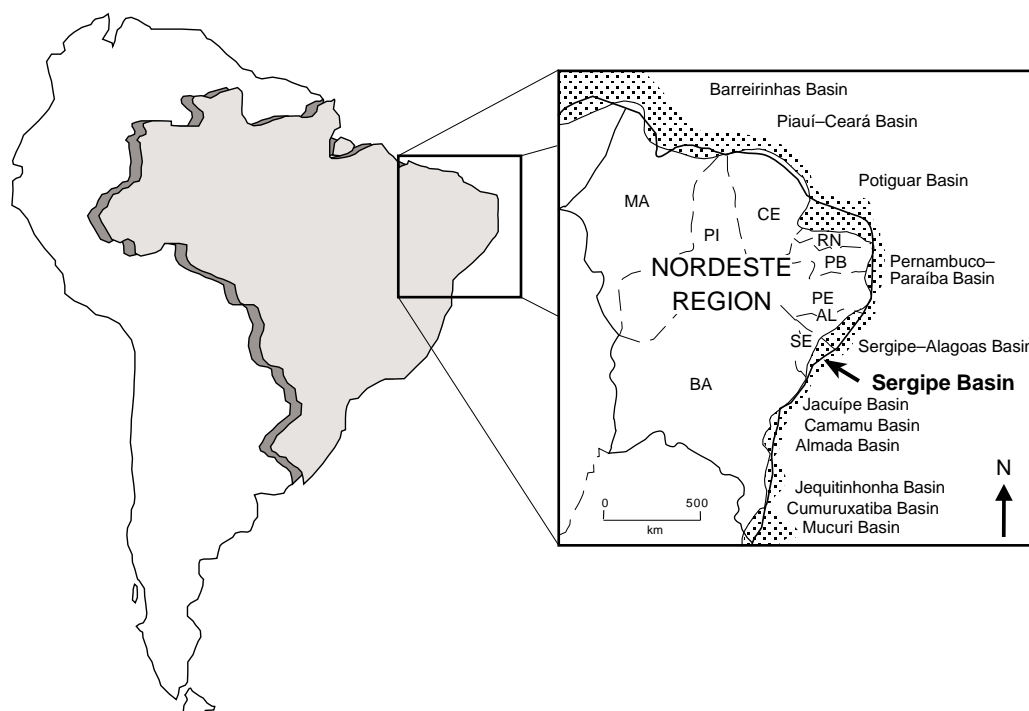 Barreirinhas Basin
Piauí–Ceará Basin
Potiguar Basin
MA
CE
PI
RN
NORDESTE
REGION
PB
Pernambuco–
Paraíba Basin
PE
AL
SE
Sergipe–Alagoas Basin
Sergipe Basin
BA
Jacuípe Basin
Camamu Basin
Almada Basin
N
Jequitinhonha Basin
0 500
Cumuruxatiba Basin
km
Mucuri Basin